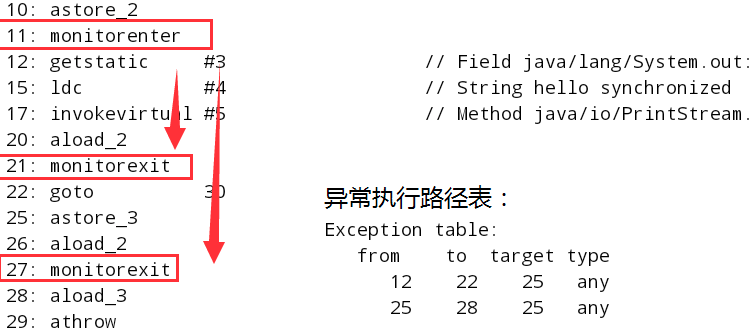 10: astore_2
11: monitorenter
12: getstatic #3 // Field java/lang/System.out:
15: ldc #4 // String hello synchronized
17: invokevirtual #5 // Method java/io/PrintStream.
20: aload_2
21: monitorexit
22: goto 30
25: astore_3
26: aload_2
27: monitorexit
28: aload_3
29: athrow
异常执行路径表：
Exception table:
from to target type
12 22 25 any
25 28 25 any